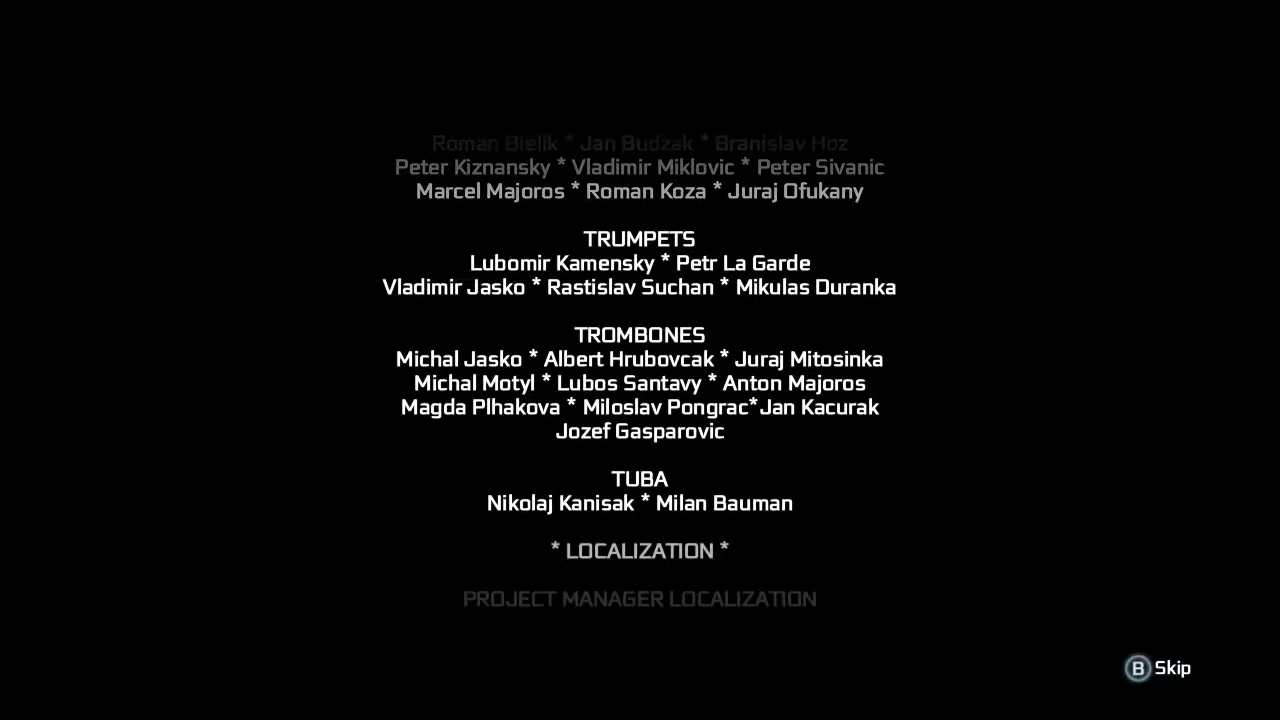 Roman Bielik * Jan Budzak * Branislav Hoz
Peter Kiznansky * Vladimir Miklovic * Peter Sivanic
Marcel Majoros * Roman Koza * Juraj Ofukany
TRUMPETS
Lubomir Kamensky * Petr La Garde
Vladimir Jasko * Rastislav Suchan * Mikulas Duranka
TROMBONES
Michal Jasko * Albert Hrubovcak * Juraj Mitosinka
Michal Motyl * Lubos Santavy * Anton Majoros
Magda Plhakova * Miloslav Pongrac*Jan Kacurak
Jozef Gasparovic
TUBA
Nikolaj Kanisak * Milan Bauman
* LOCALIZATION *
PROJECT MANAGER LOCALIZATION
B Skip